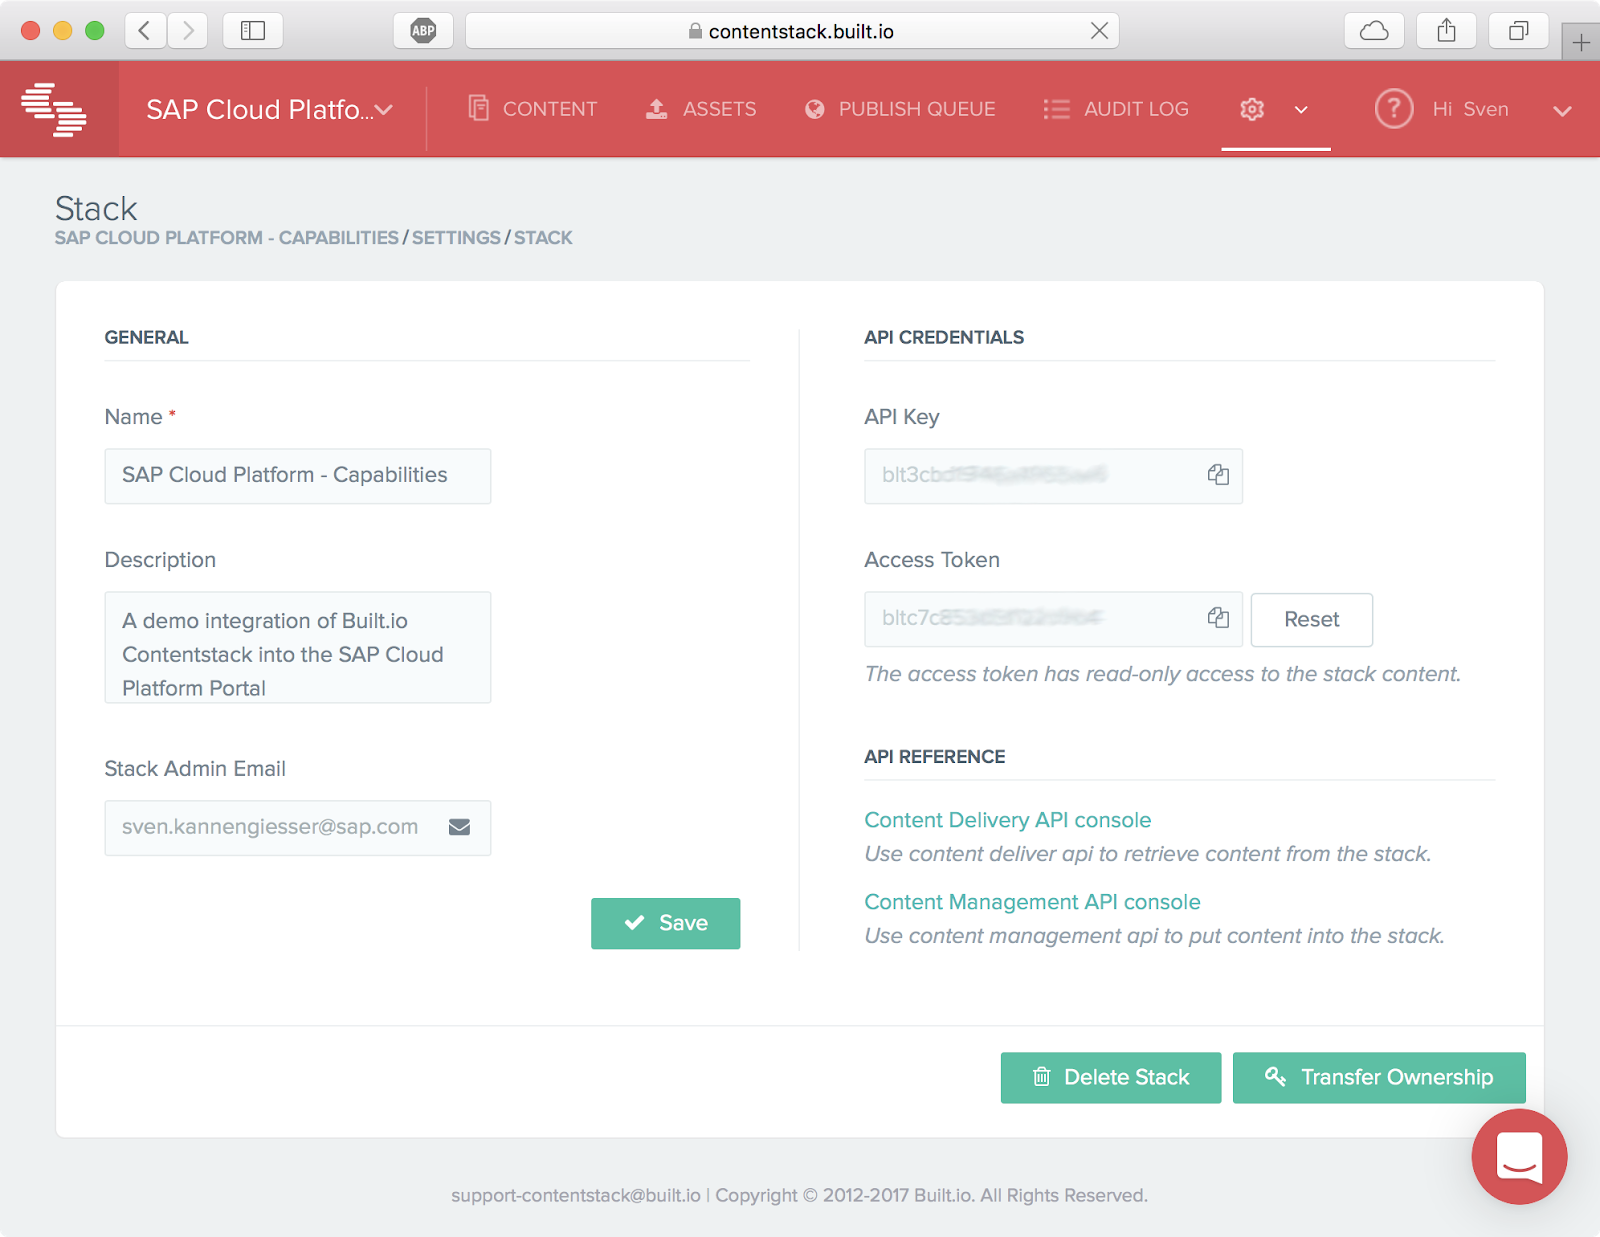 ABP
contentstack.built.io
SAP Cloud Platfo...
CONTENT
ASSETS
PUBLISH QUEUE
AUDIT LOG
?
Hi Sven
Stack
SAP CLOUD PLATFORM - CAPABILITIES / SETTINGS / STACK
GENERAL
Name *
SAP Cloud Platform - Capabilities
Description
A demo integration of Built.io
Contentstack into the SAP Cloud
Platform Portal
Stack Admin Email
sven.kannengiesser@sap.com
Save
API CREDENTIALS
API Key
Access Token
Reset
The access token has read-only access to the stack content.
API REFERENCE
Content Delivery API console
Use content deliver api to retrieve content from the stack.
Content Management API console
Use content management api to put content into the stack.
Delete Stack
Transfer Ownership
support-contentstack@built.io | Copyright © 2012-2017 Built.io. All Rights Reserved.